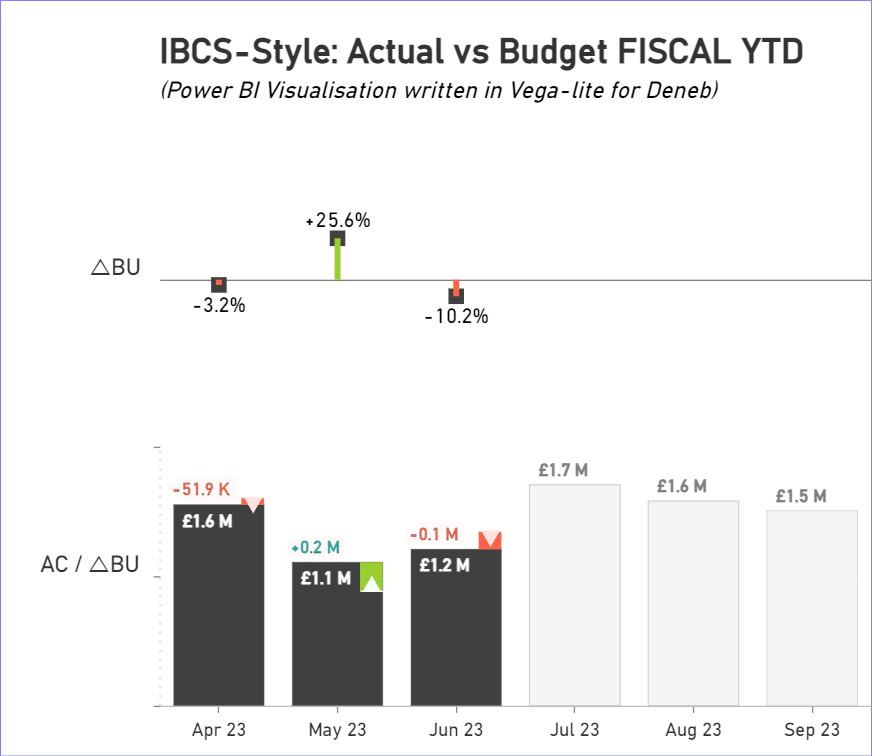 IBCS-Style: Actual vs Budget FISCAL YTD
(Power BI Visualisation written in Vega-lite for Deneb)
+25.6%
△BU
-3.2%
-10.2%
£1.7 M
£1.6 M
-51.9 K
£1.5 M
£1.6 M
-0.1 M
+0.2 M
AC / △BU
£1.1 M
£1.2 M
Apr 23 May 23 Jun 23 Jul 23 Aug 23 Sep 23